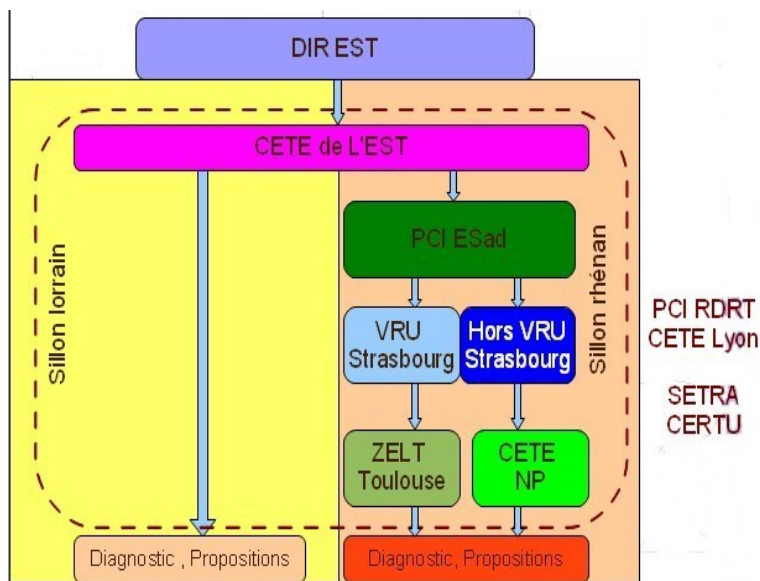 DIR EST
CETE de L'EST
PCI ESad
Sillon lorrain
Sillon rhénan
VRU
Strasbourg
Hors VRU
Strasbourg
PCI RDRT
CETE Lyon
SETRA
CERTU
ZELT
Toulouse
CETE
NP
Diagnostic , Propositions
Diagnostic, Propositions